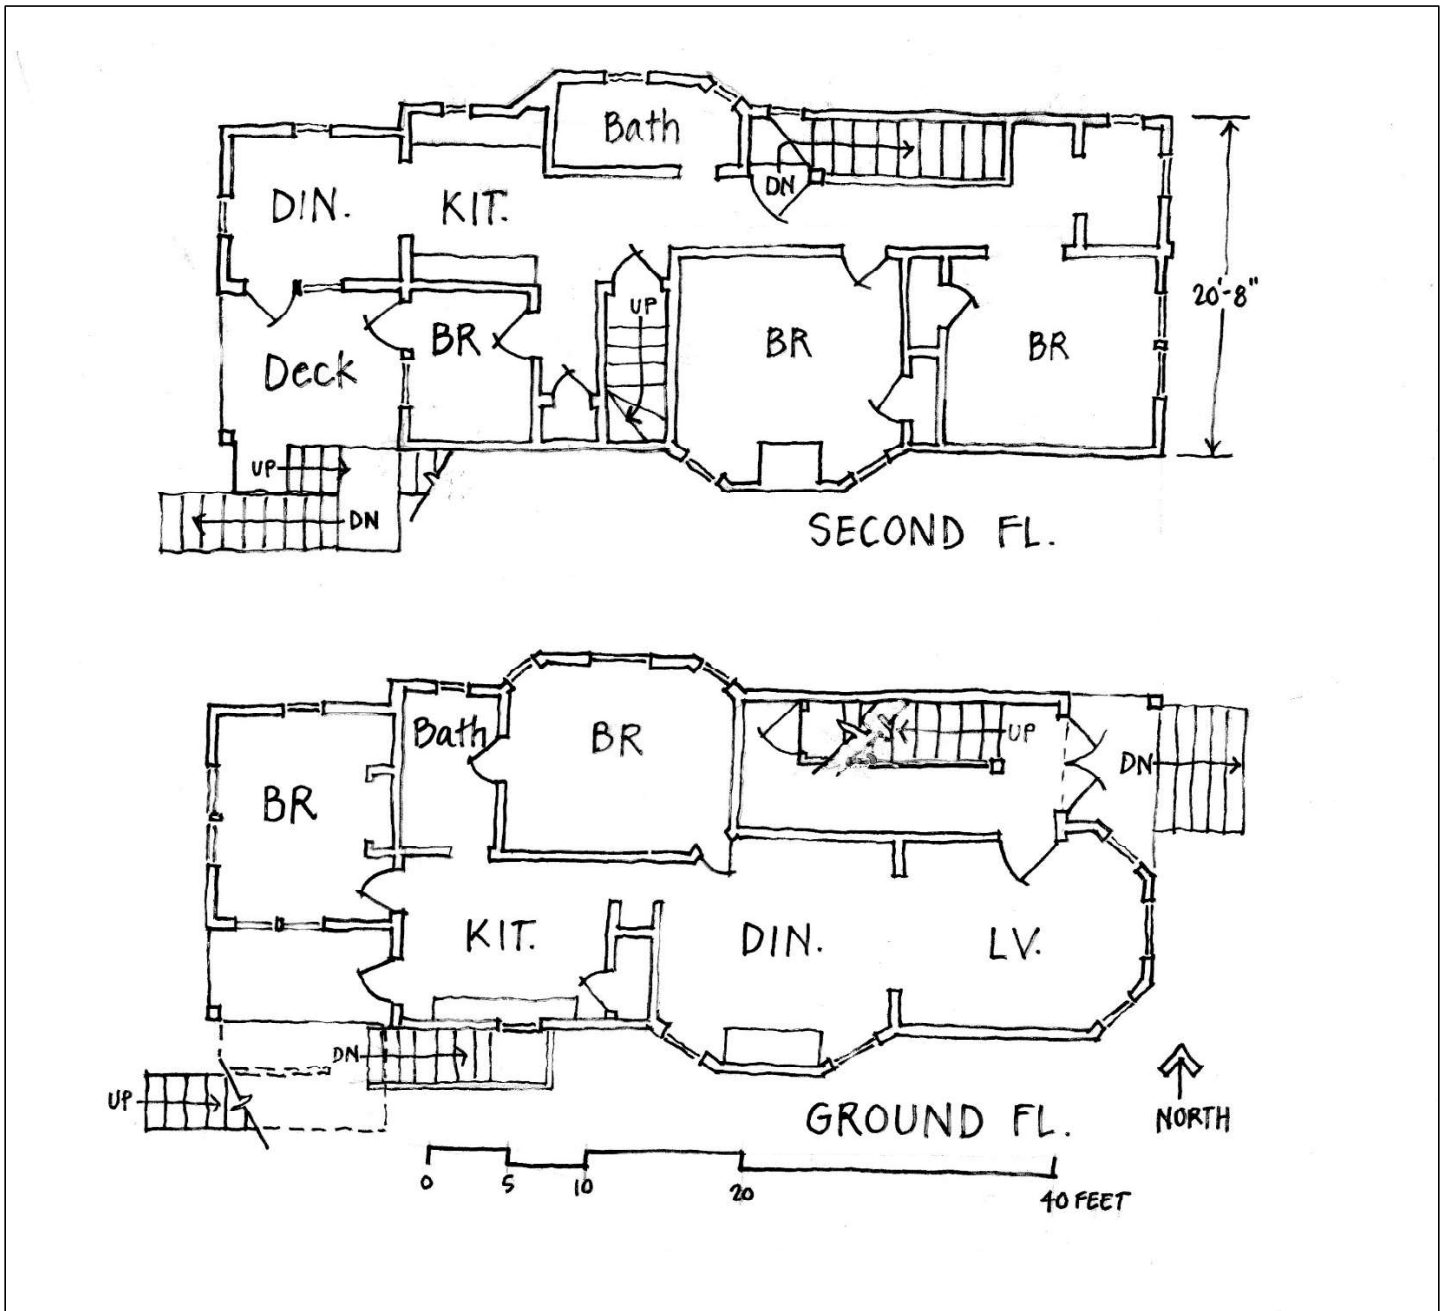 Bath
DN
DIN.
KIT.
20'-8"
UP
BR
BR
BR
Deck
UP
DN
SECOND FL.
Bath
BR
UP
DN
BR
KIT.
DIN.
LV.
DN
UP
GROUND FL.
NORTH
0 5 10 20 40 FEET